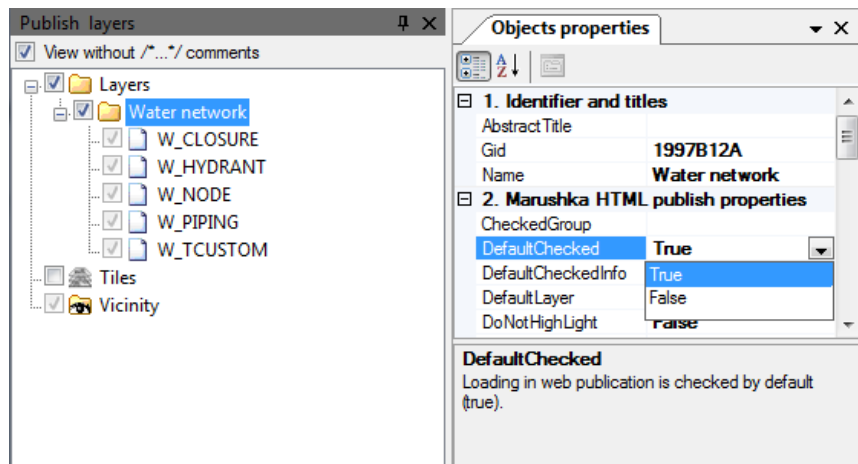 Publish layers
View without /*...*/ comments
Layers
Water network
W_CLOSURE
W_HYDRANT
W_NODE
W_PIPING
W_TCUSTOM
Tiles
Vicinity
Objects properties
1. Identifier and titles
AbstractTitle
Gid 1997B12A
Name Water network
2. Marushka HTML publish properties
CheckedGroup
DefaultChecked True
DefaultCheckedInfo True
DefaultLayer False
DoNotHighLight False
DefaultChecked
Loading in web publication is checked by default
(true).